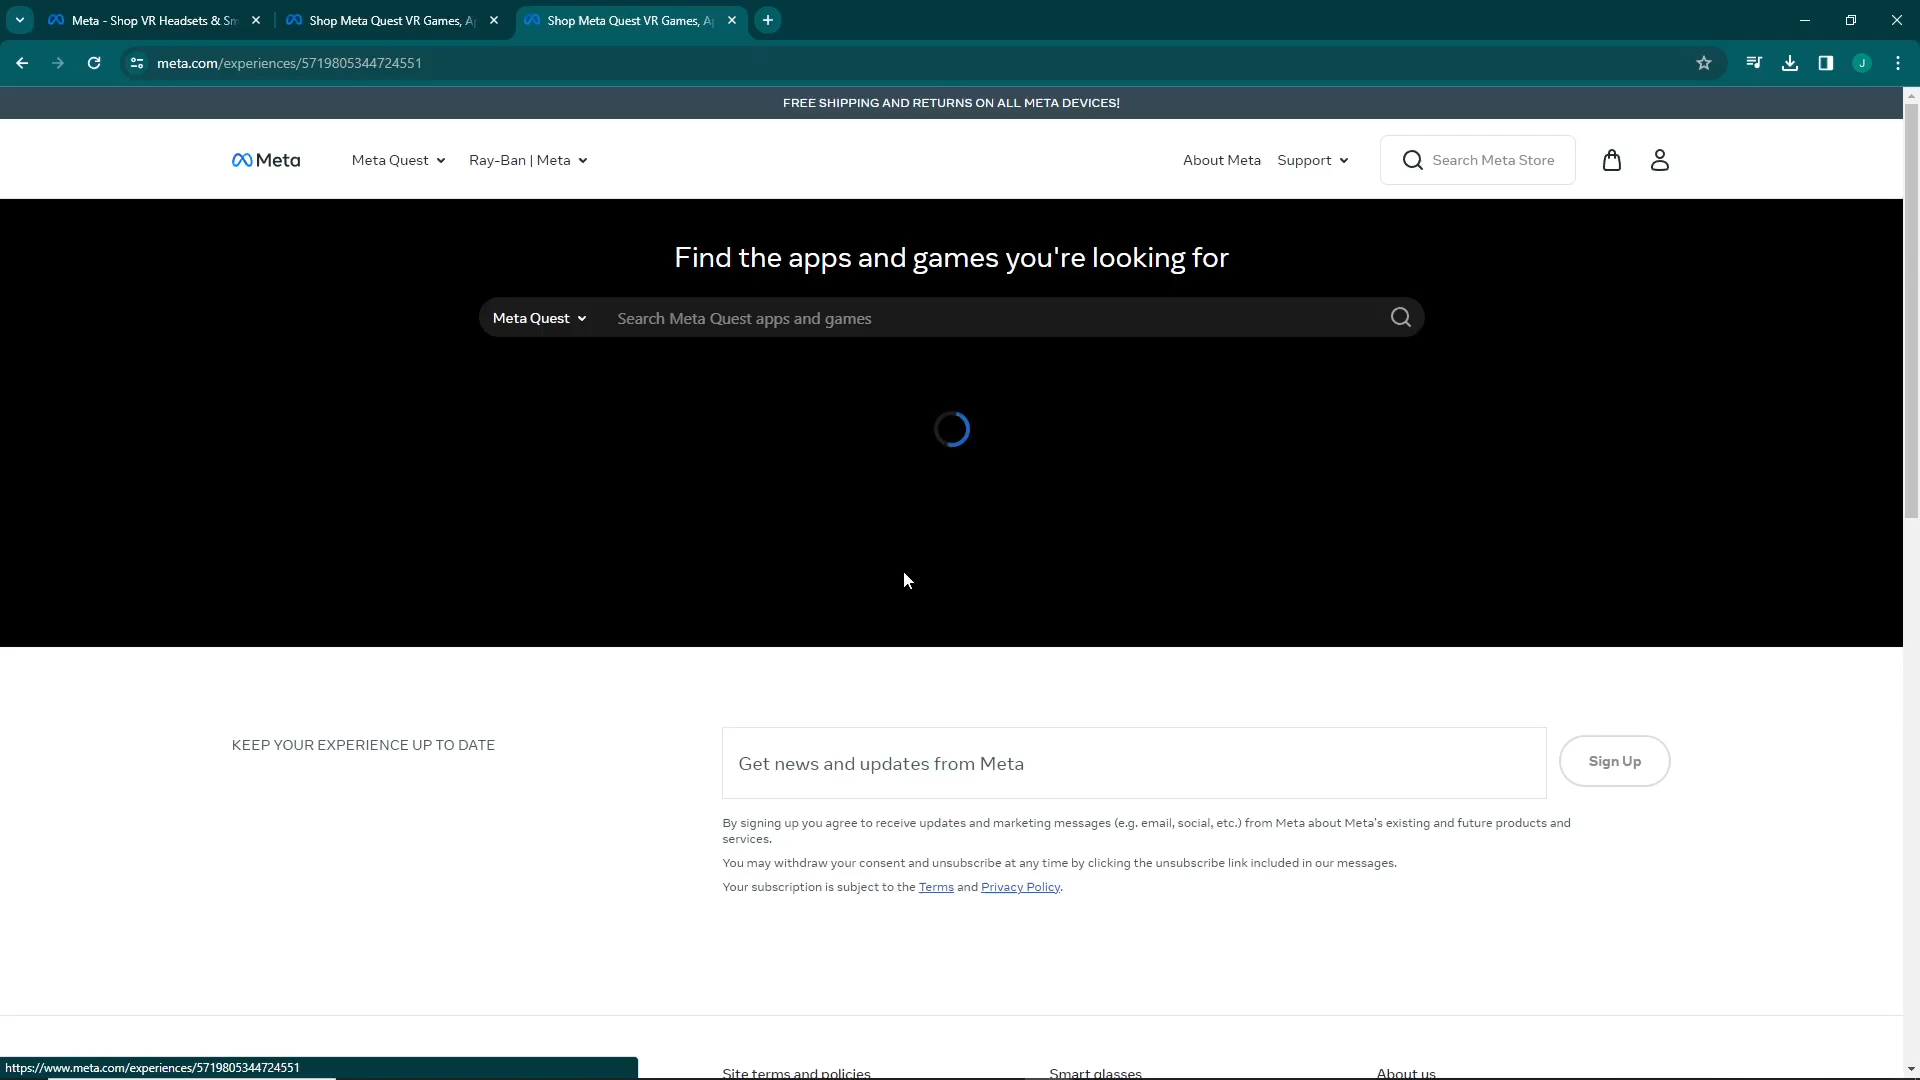 Meta - Shop VR Headsets & Sm
Shop Meta Quest VR Games, A
Shop Meta Quest VR Games, A
meta.com/experiences/5719805344724551
J
FREE SHIPPING AND RETURNS ON ALL META DEVICES!
Meta
Meta Quest
Ray-Ban | Meta
About Meta
Support
Search Meta Store
Find the apps and games you're looking for
Meta Quest
Search Meta Quest apps and games
KEEP YOUR EXPERIENCE UP TO DATE
Get news and updates from Meta
Sign Up
By signing up you agree to receive updates and marketing messages (e.g. email, social, etc.) from Meta about Meta's existing and future products and
services.
You may withdraw your consent and unsubscribe at any time by clicking the unsubscribe link included in our messages.
Your subscription is subject to the Terms and Privacy Policy.
https://www.meta.com/experiences/5719805344724551
Site terms and policies
Smart glasses
About us